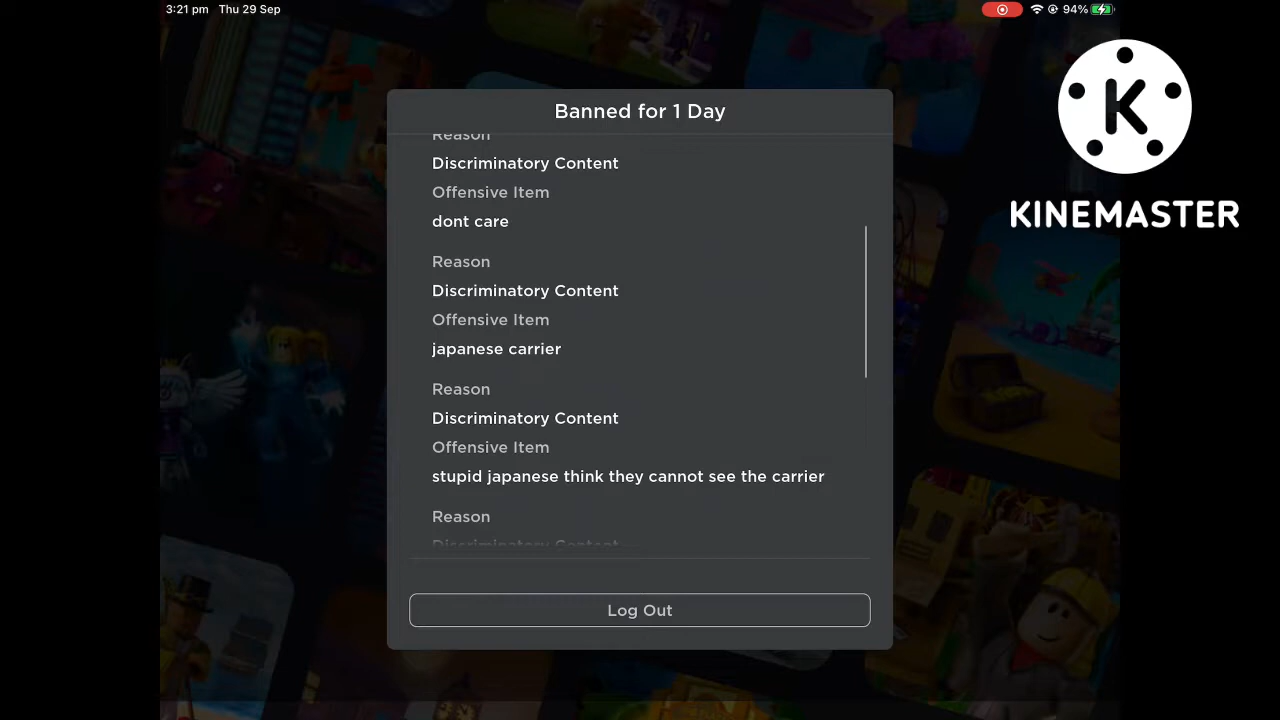 3:21 pm Thu 29 Sep
94%
KINEMASTER
Banned for 1 Day
Reason
Discriminatory Content
Offensive Item
dont care
Reason
Discriminatory Content
Offensive Item
japanese carrier
Reason
Discriminatory Content
Offensive Item
stupid japanese think they cannot see the carrier
Reason
Discriminatory Content
Log Out